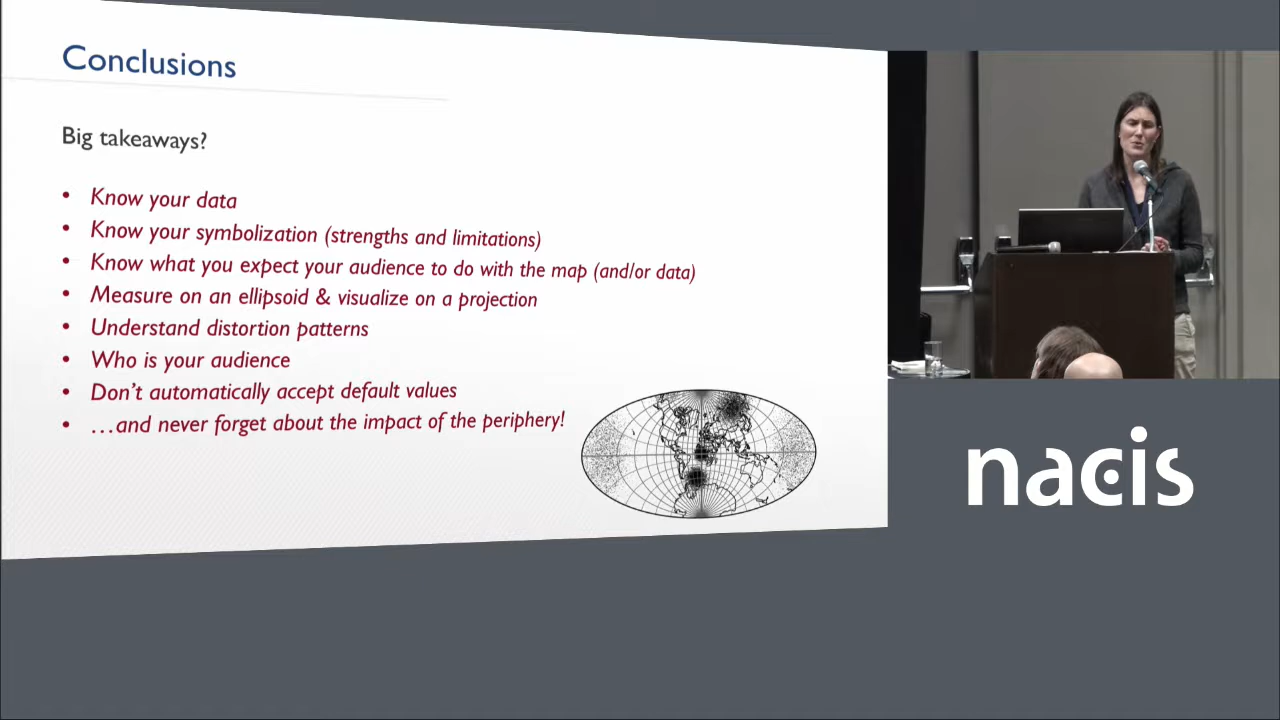 Conclusions
Big takeaways?
• Know your data
• Know your symbolization (strengths and limitations)
• Know what you expect your audience to do with the map (and/or data)
• Measure on an ellipsoid & visualize on a projection
• Understand distortion patterns
• Who is your audience
• Don't automatically accept default values
• …and never forget about the impact of the periphery!
nacis